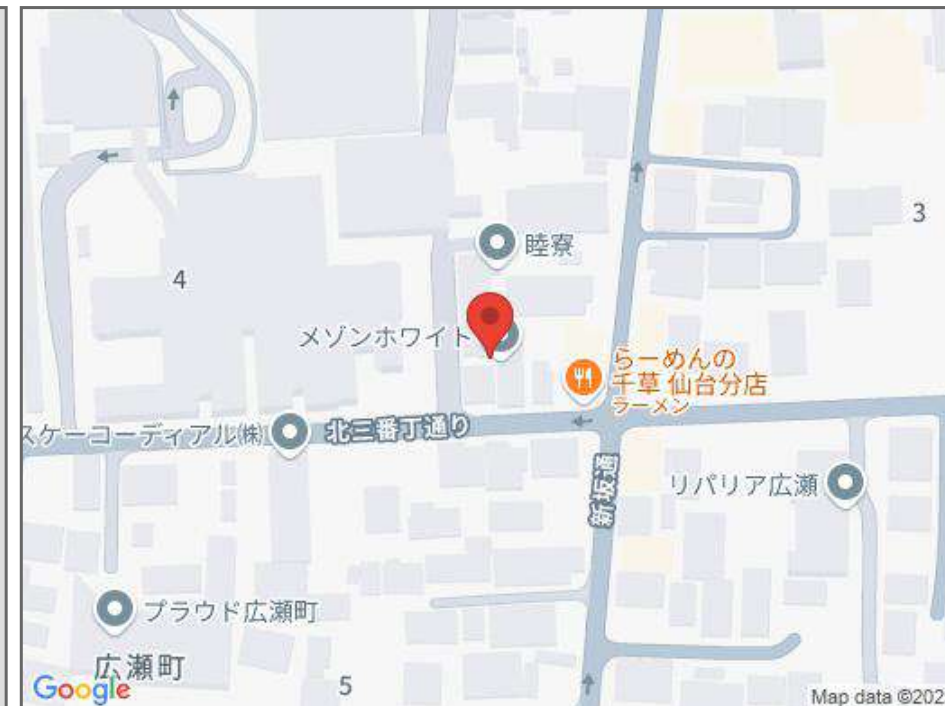 3
睦寮
4
メゾンホワイト
らーめんの
千草 仙台分店
ラーメン
スケーコーディアル㈱
北三番丁通り
新坂通
リパリア広瀬
プラウド広瀬町
広瀬町
5
Google
Map data ©202